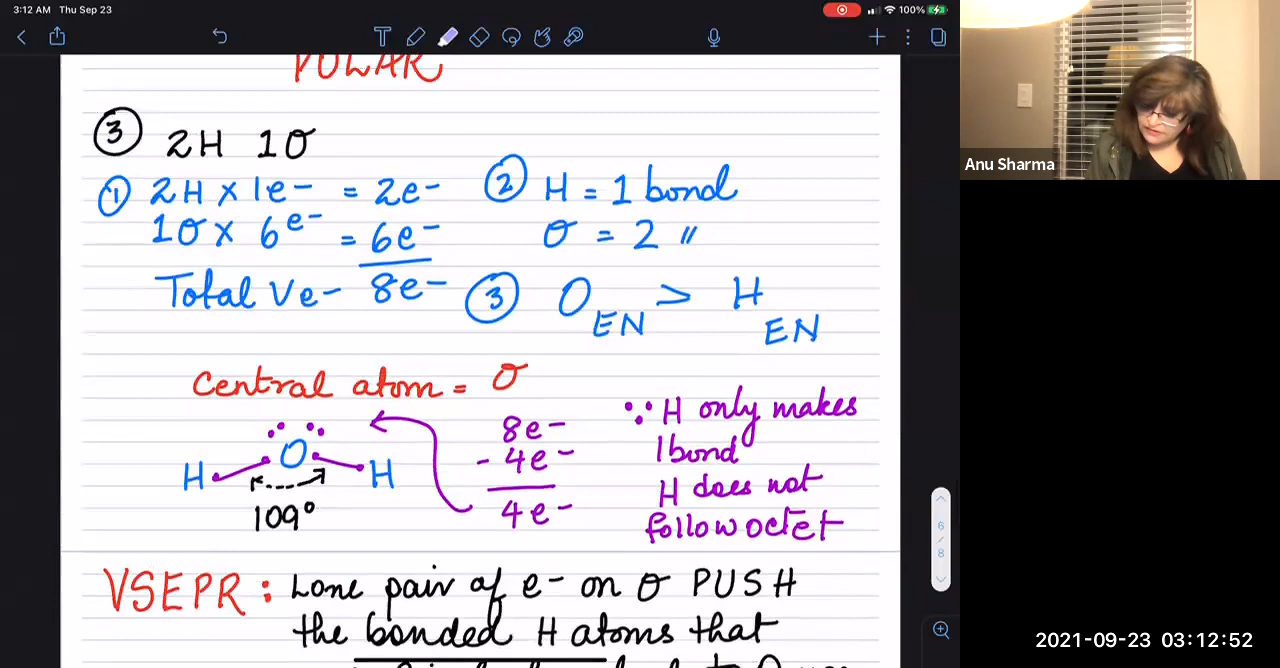 3:12 AM Thu Sep 23
100%
POLAR
③ 2H 1O
① 2H × 1e- = 2e-
1O × 6e- = 6e-
Total Ve- 8e-
② H = 1 bond
O = 2 "
③ O EN > H EN
Central atom = O
H O H
109°
8e-
- 4e-
4e-
∵ H only makes
1 bond
H does not
follow octet
VSEPR : Lone pair of e- on O PUSH
the bonded H atoms that
6
/
8
Anu Sharma
2021-09-23 03:12:52